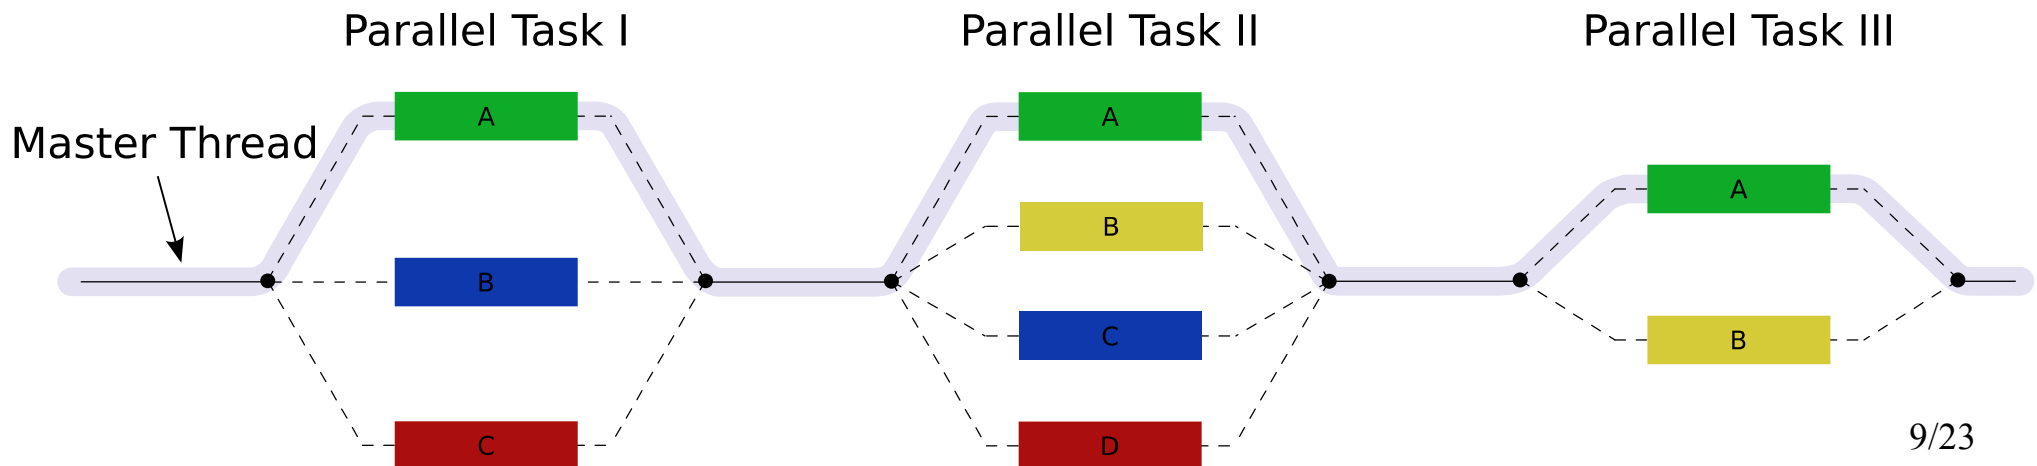 Parallel Task I
Parallel Task II
Parallel Task III
Master Thread
A
B
C
A
B
C
D
A
B
9/23